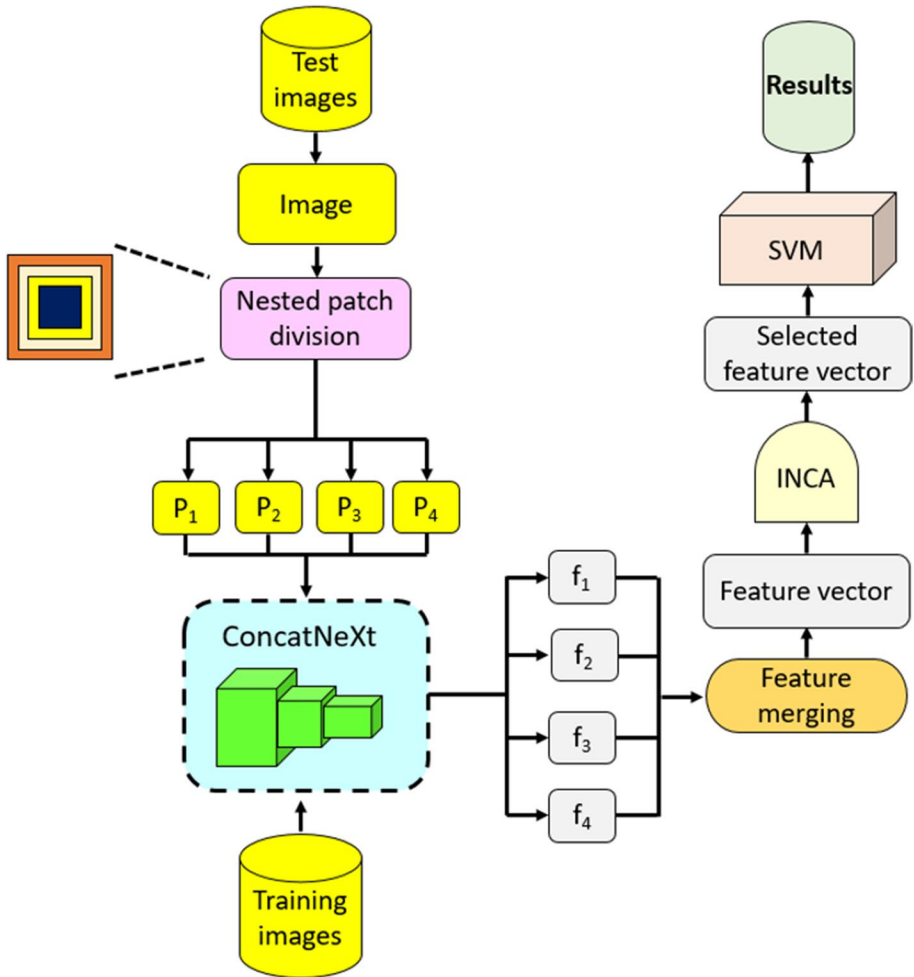 Test
images
Image
Nested patch
division
P₁
P₂
P₃
P₄
ConcatNeXt
Training
images
f₁
f₂
f₃
f₄
Feature
merging
Feature vector
INCA
Selected
feature vector
SVM
Results